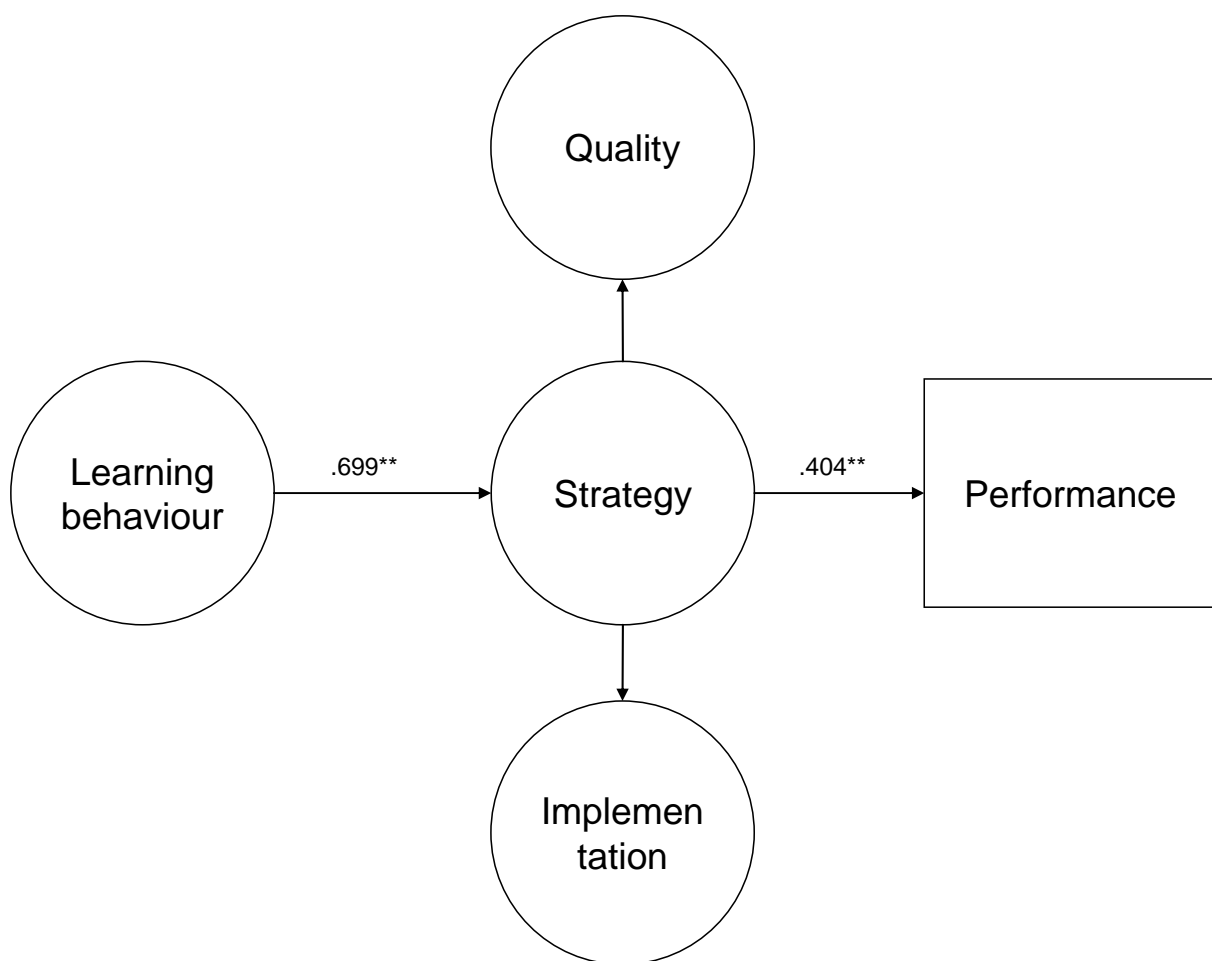 Quality
Learning
behaviour
.699**
Strategy
.404**
Performance
Implemen
tation